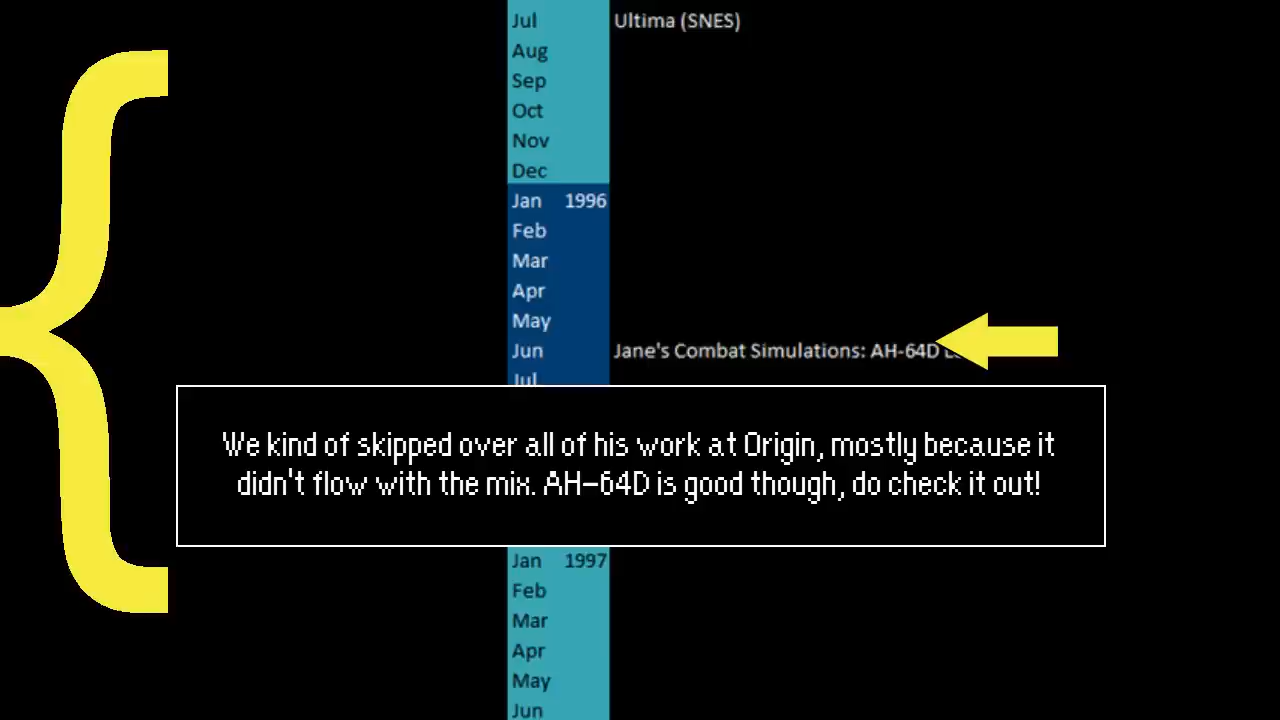 Jul Ultima (SNES)
Aug
Sep
Oct
Nov
Dec
Jan 1996
Feb
Mar
Apr
May
Jun Jane's Combat Simulations: AH-64D
Jul
We kind of skipped over all of his work at Origin, mostly because it
didn't flow with the mix. AH-64D is good though, do check it out!
Jan 1997
Feb
Mar
Apr
May
Jun